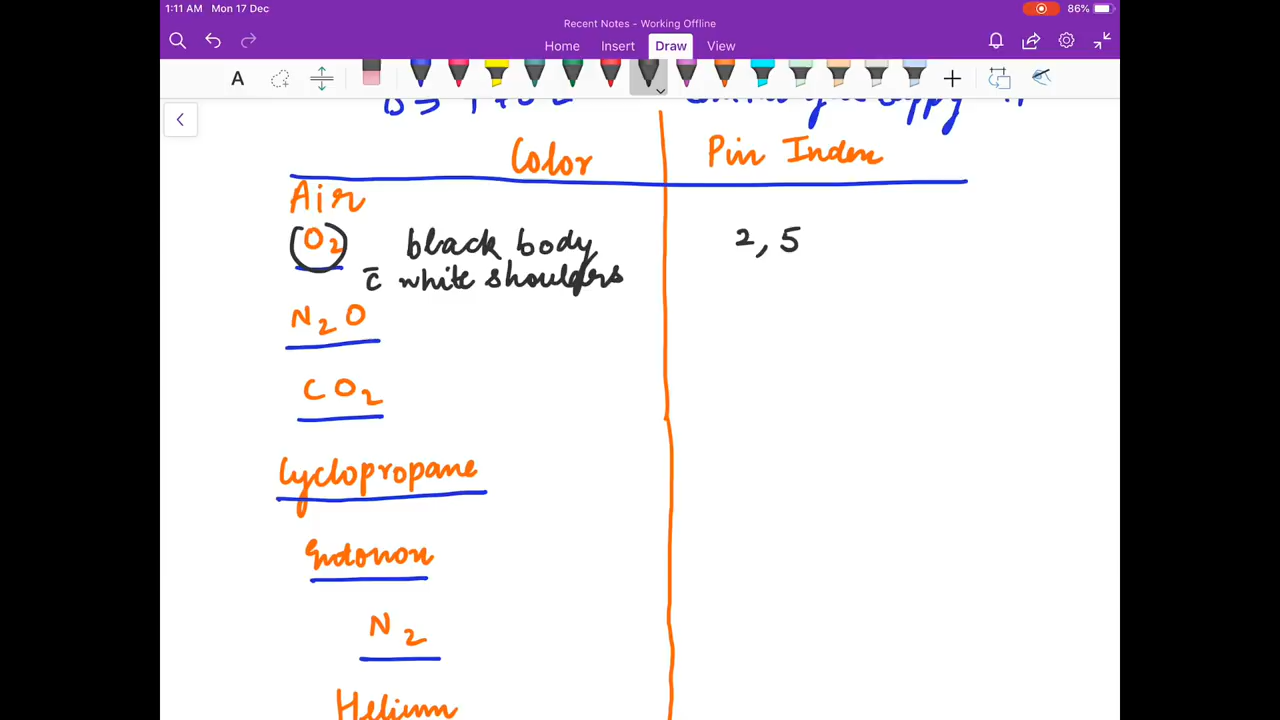 1:11 AM Mon 17 Dec
86%
Recent Notes - Working Offline
Home Insert Draw View
A
Color Pin Index
Air
O2 black body 2, 5
c̄ white shoulders
N2O
CO2
Cyclopropane
Entonox
N2
Helium